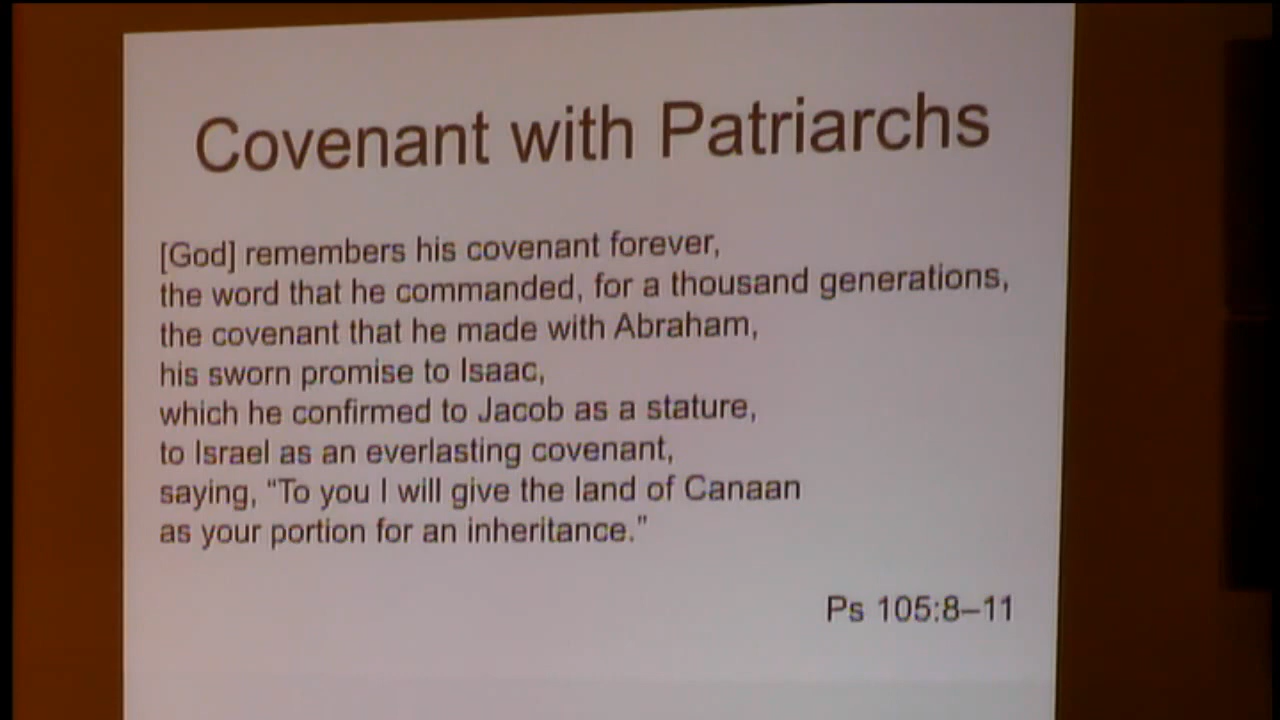 Covenant with Patriarchs
[God] remembers his covenant forever,
the word that he commanded, for a thousand generations,
the covenant that he made with Abraham,
his sworn promise to Isaac,
which he confirmed to Jacob as a stature,
to Israel as an everlasting covenant,
saying, “To you I will give the land of Canaan
as your portion for an inheritance.”
Ps 105:8–11